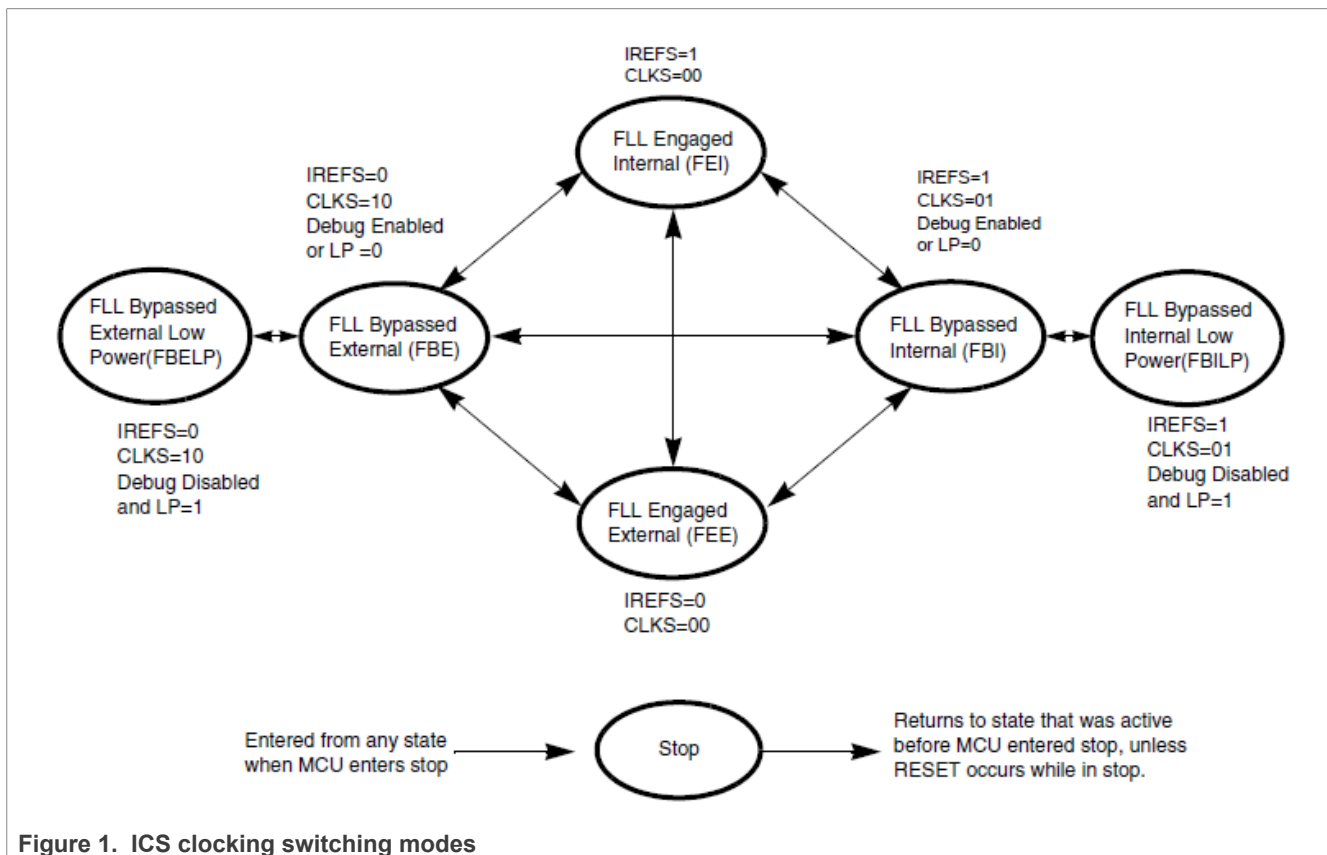 IREFS=1
CLKS=00
FLL Engaged
Internal (FEI)
IREFS=0
CLKS=10
Debug Enabled
or LP =0
IREFS=1
CLKS=01
Debug Enabled
or LP=0
FLL Bypassed
External Low
Power(FBELP)
FLL Bypassed
External (FBE)
FLL Bypassed
Internal (FBI)
FLL Bypassed
Internal Low
Power(FBILP)
IREFS=0
CLKS=10
Debug Disabled
and LP=1
IREFS=1
CLKS=01
Debug Disabled
and LP=1
FLL Engaged
External (FEE)
IREFS=0
CLKS=00
Entered from any state
when MCU enters stop
Stop
Returns to state that was active
before MCU entered stop, unless
RESET occurs while in stop.
Figure 1. ICS clocking switching modes